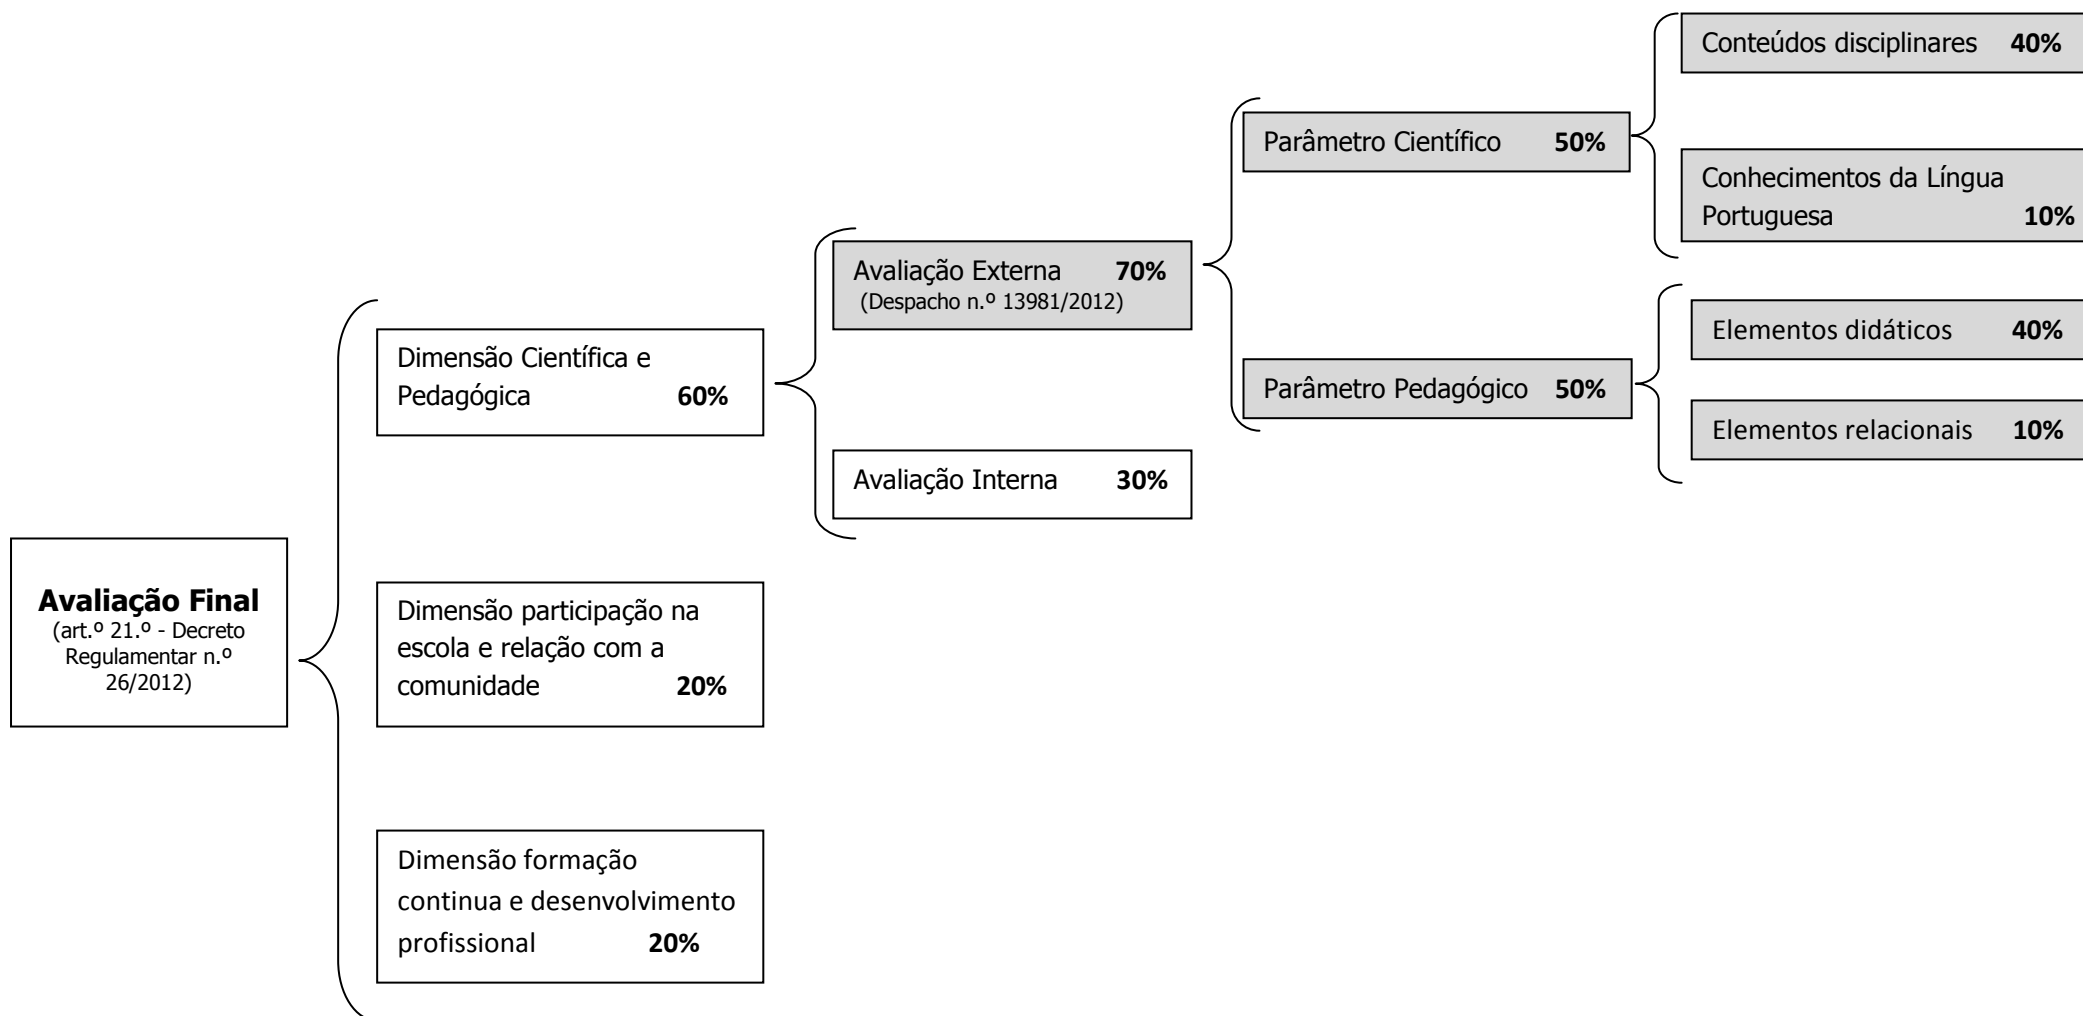 Avaliação Final
(art.º 21.º - Decreto
Regulamentar n.º
26/2012)
Dimensão Científica e
Pedagógica 60%
Dimensão participação na
escola e relação com a
comunidade 20%
Dimensão formação
continua e desenvolvimento
profissional 20%
Avaliação Externa 70%
(Despacho n.º 13981/2012)
Avaliação Interna 30%
Parâmetro Científico 50%
Parâmetro Pedagógico 50%
Conteúdos disciplinares 40%
Conhecimentos da Língua
Portuguesa 10%
Elementos didáticos 40%
Elementos relacionais 10%